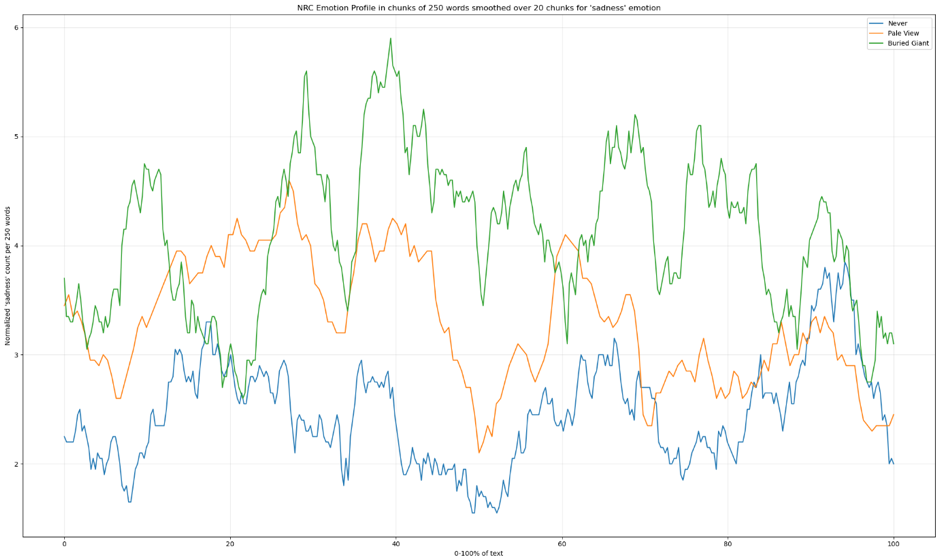 NRC Emotion Profile in chunks of 250 words smoothed over 20 chunks for 'sadness' emotion
Never
Pale View
Buried Giant
Normalized 'sadness' count per 250 words
6
5
4
3
2
0
20
40
60
80
100
0-100% of text